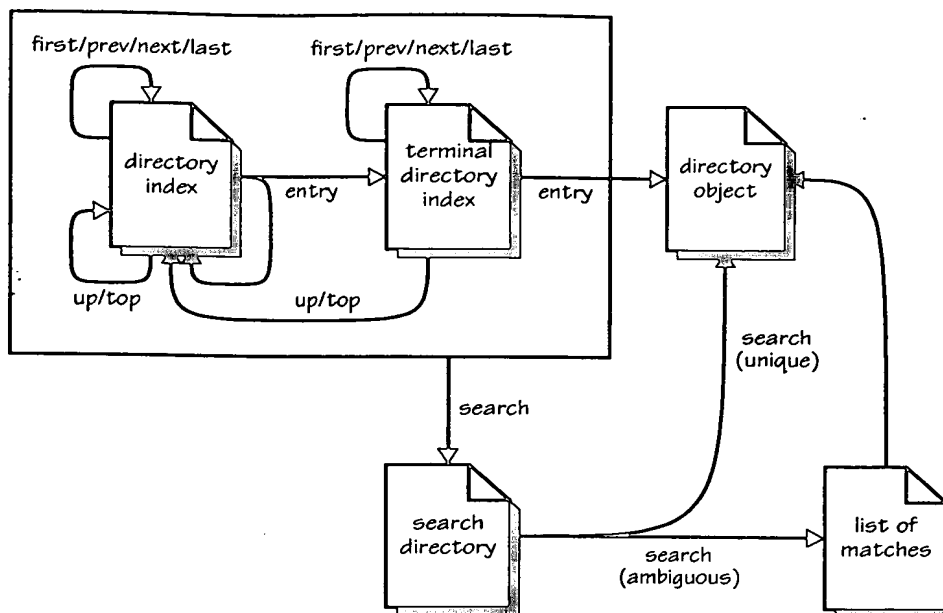 first/prev/next/last
first/prev/next/last
directory
index
entry
terminal
directory
index
entry
directory
object
up/top
up/top
search
(unique)
search
search
directory
search
(ambiguous)
list of
matches